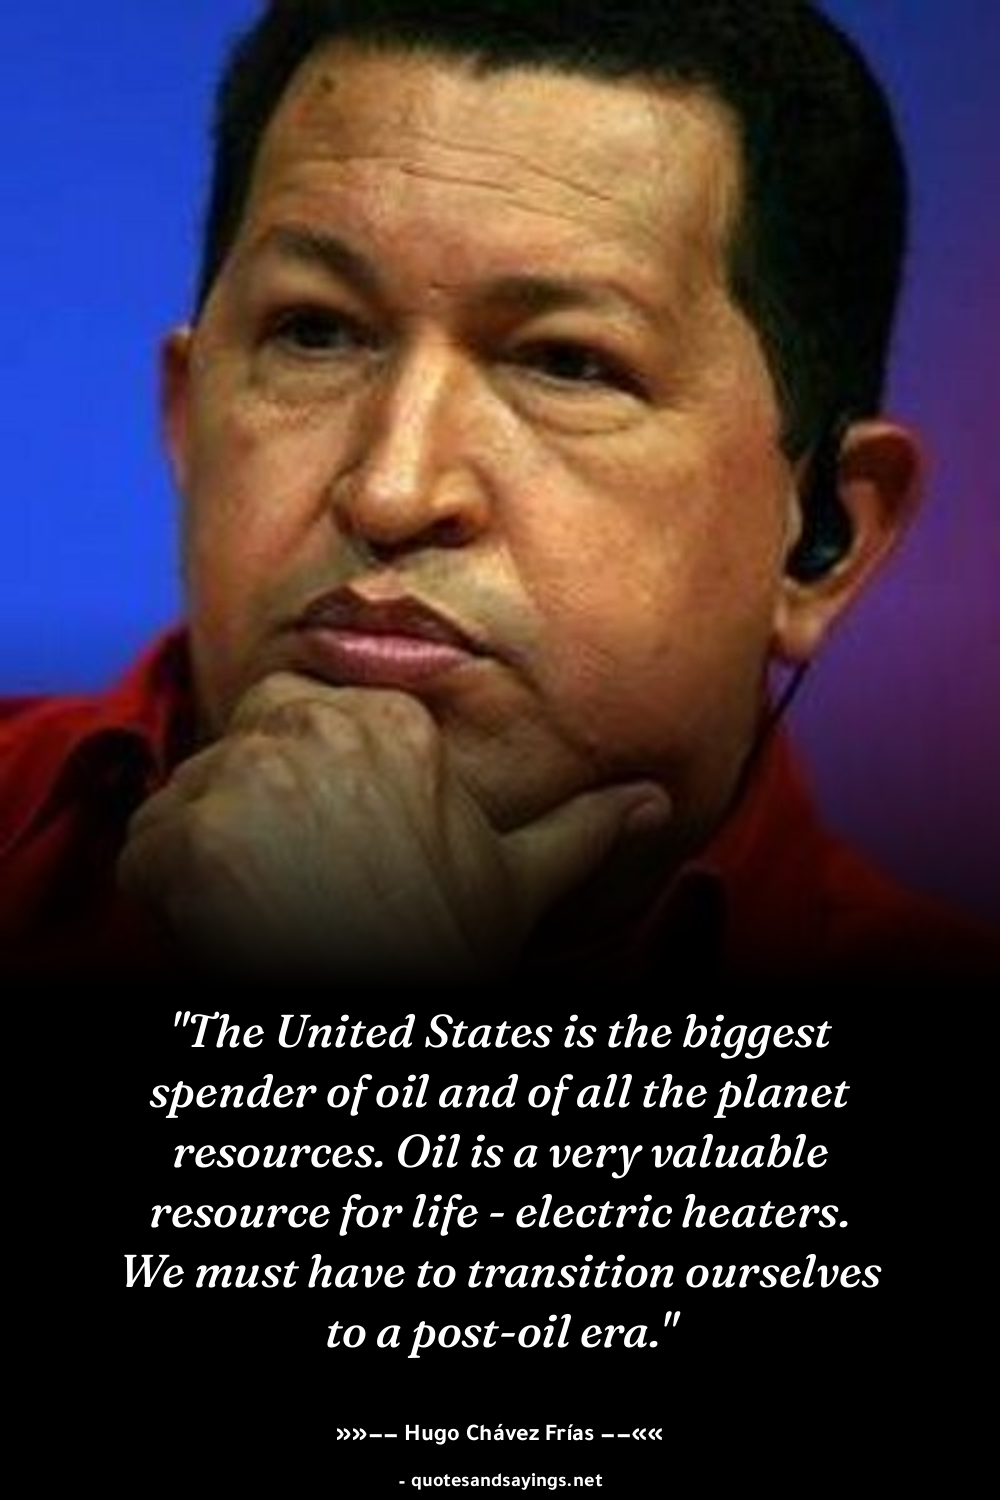 "The United States is the biggest
spender of oil and of all the planet
resources. Oil is a very valuable
resource for life - electric heaters.
We must have to transition ourselves
to a post-oil era."
»»−− Hugo Chávez Frías −−««
- quotesandsayings.net